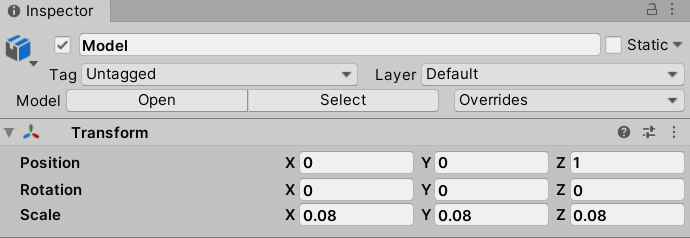 Inspector
Model Static
Tag Untagged Layer Default
Model Open Select Overrides
Transform
Position X 0 Y 0 Z 1
Rotation X 0 Y 0 Z 0
Scale X 0.08 Y 0.08 Z 0.08